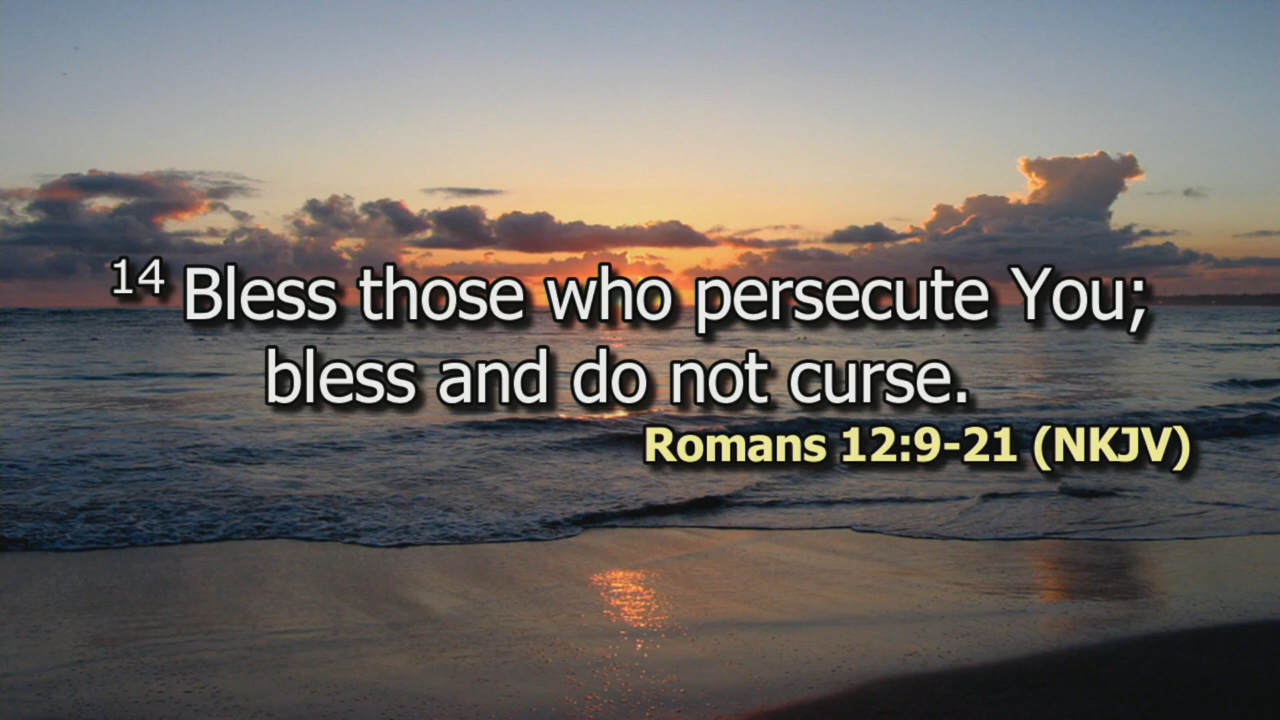 14 Bless those who persecute You;
bless and do not curse.
Romans 12:9-21 (NKJV)